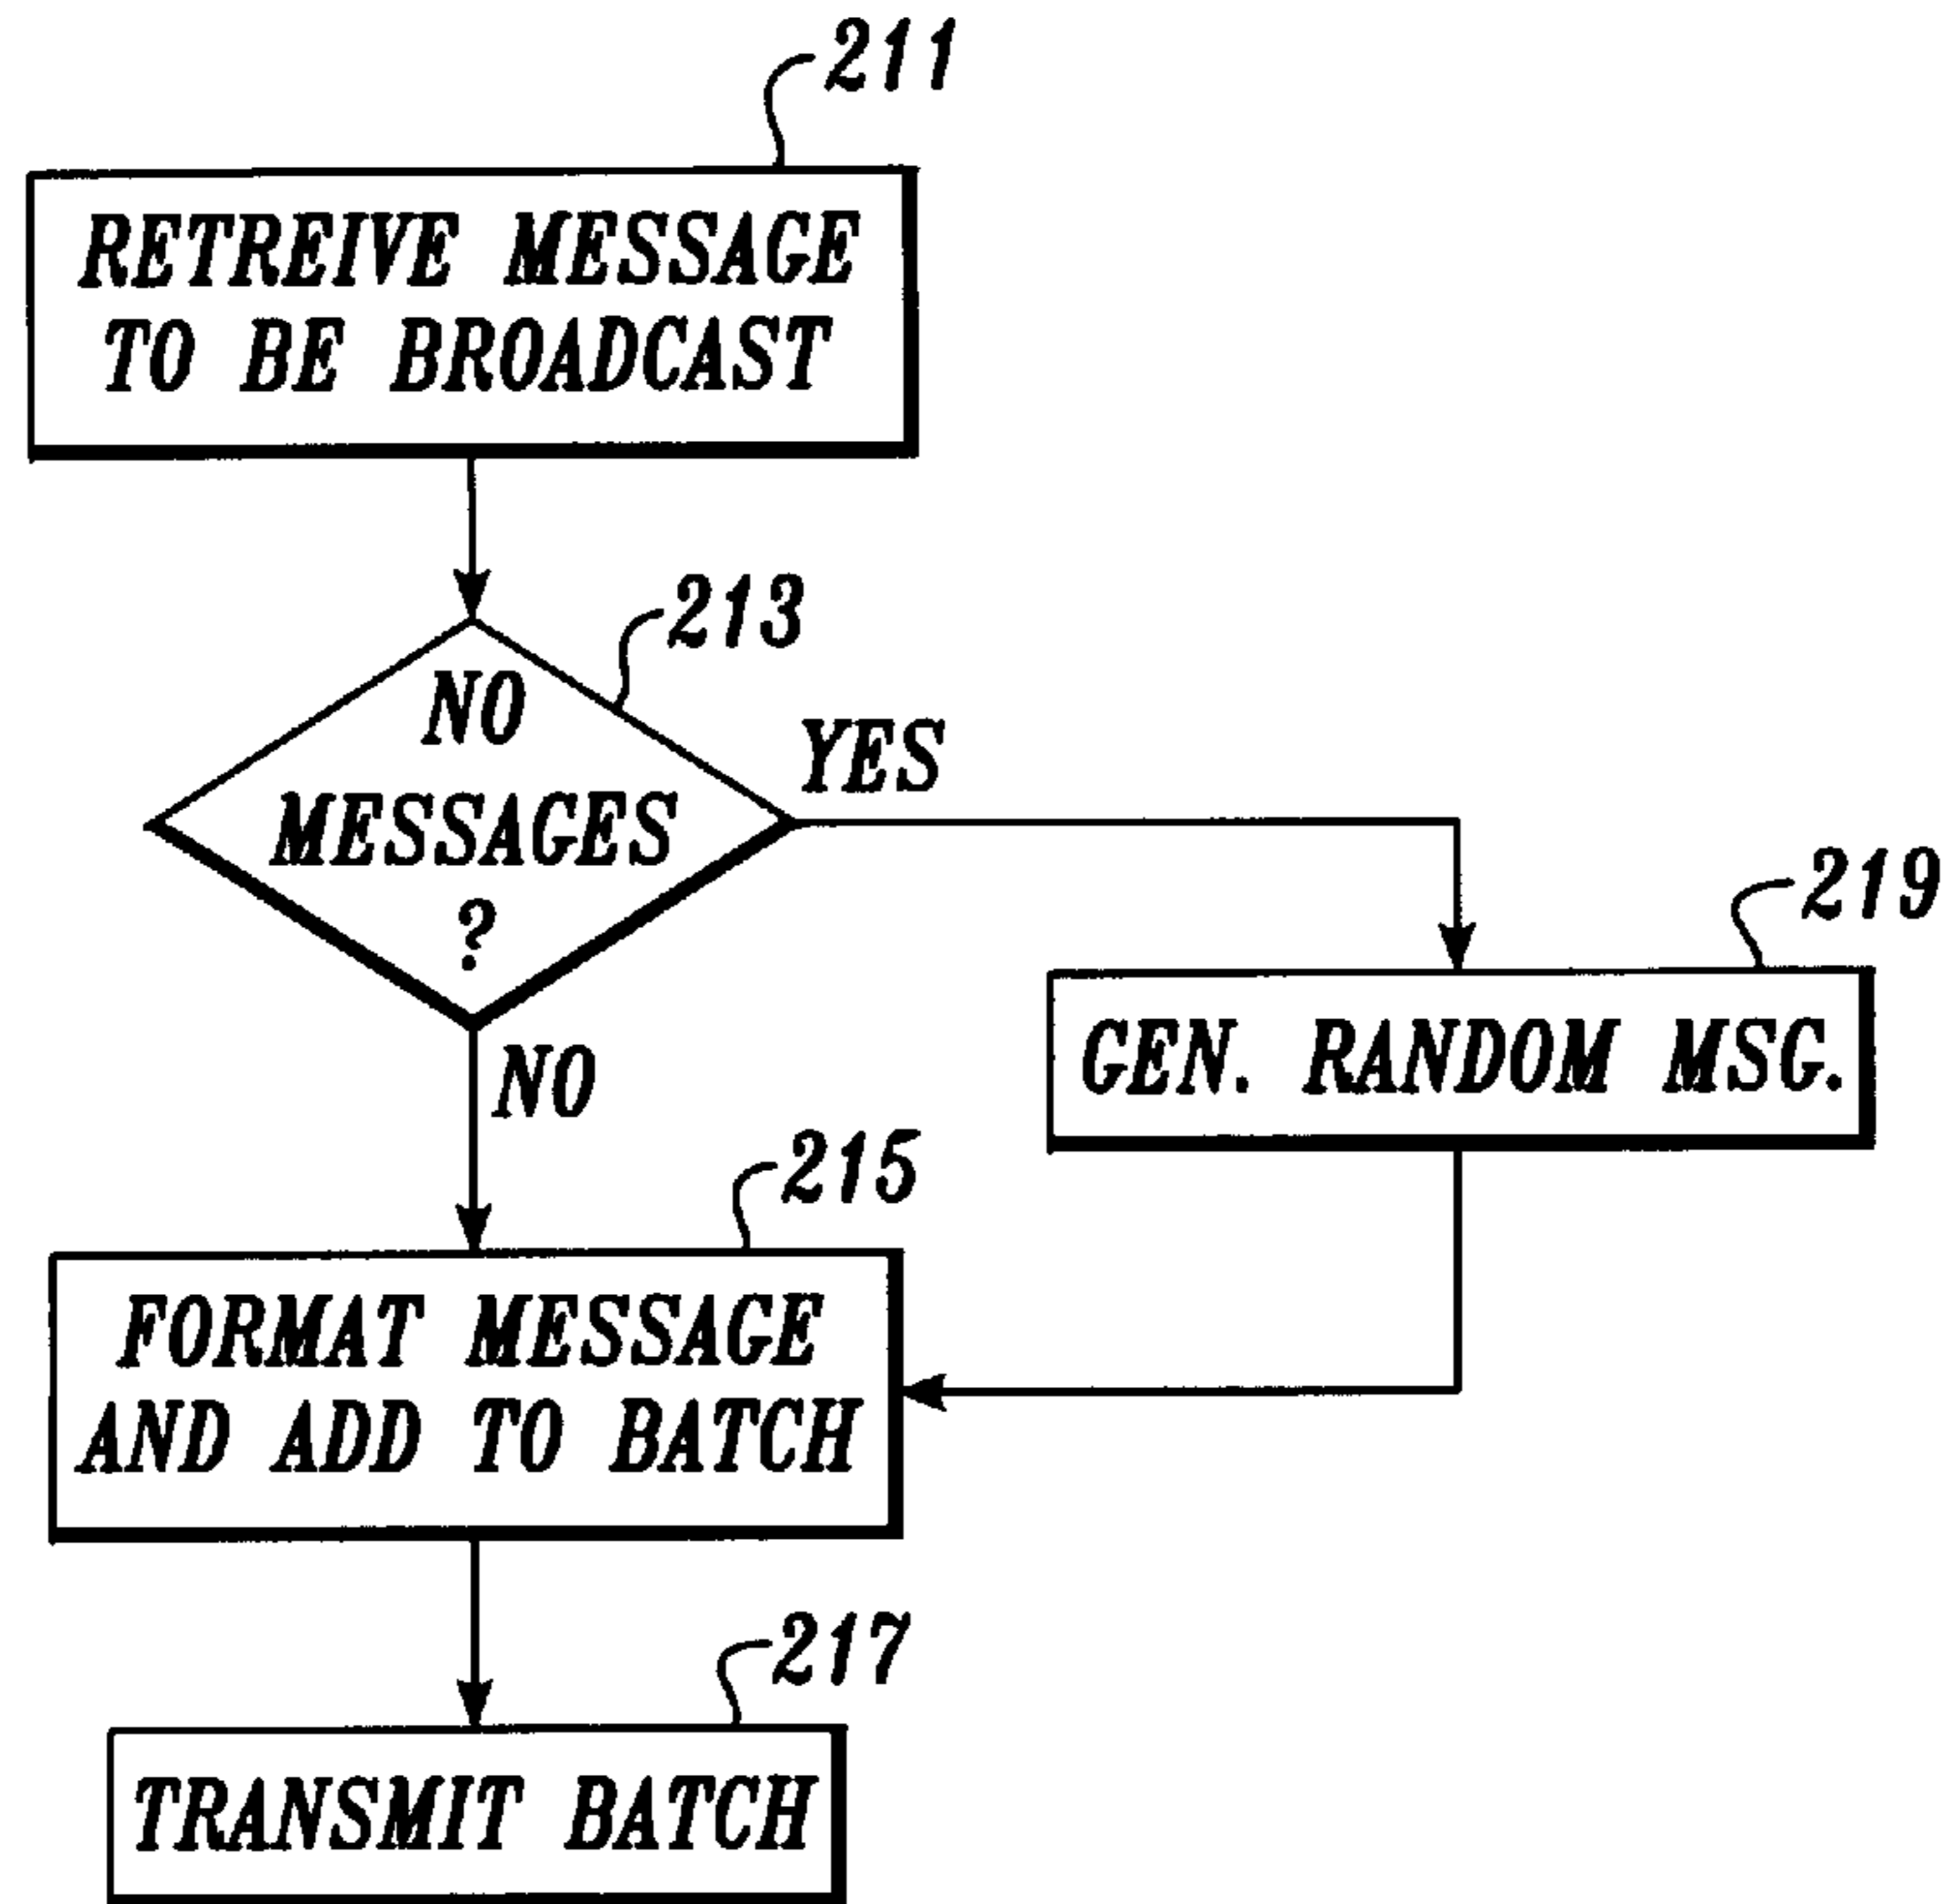 211
RETREIVE MESSAGE
TO BE BROADCAST
213
NO
MESSAGES
?
YES
NO
219
GEN. RANDOM MSG.
215
FORMAT MESSAGE
AND ADD TO BATCH
217
TRANSMIT BATCH